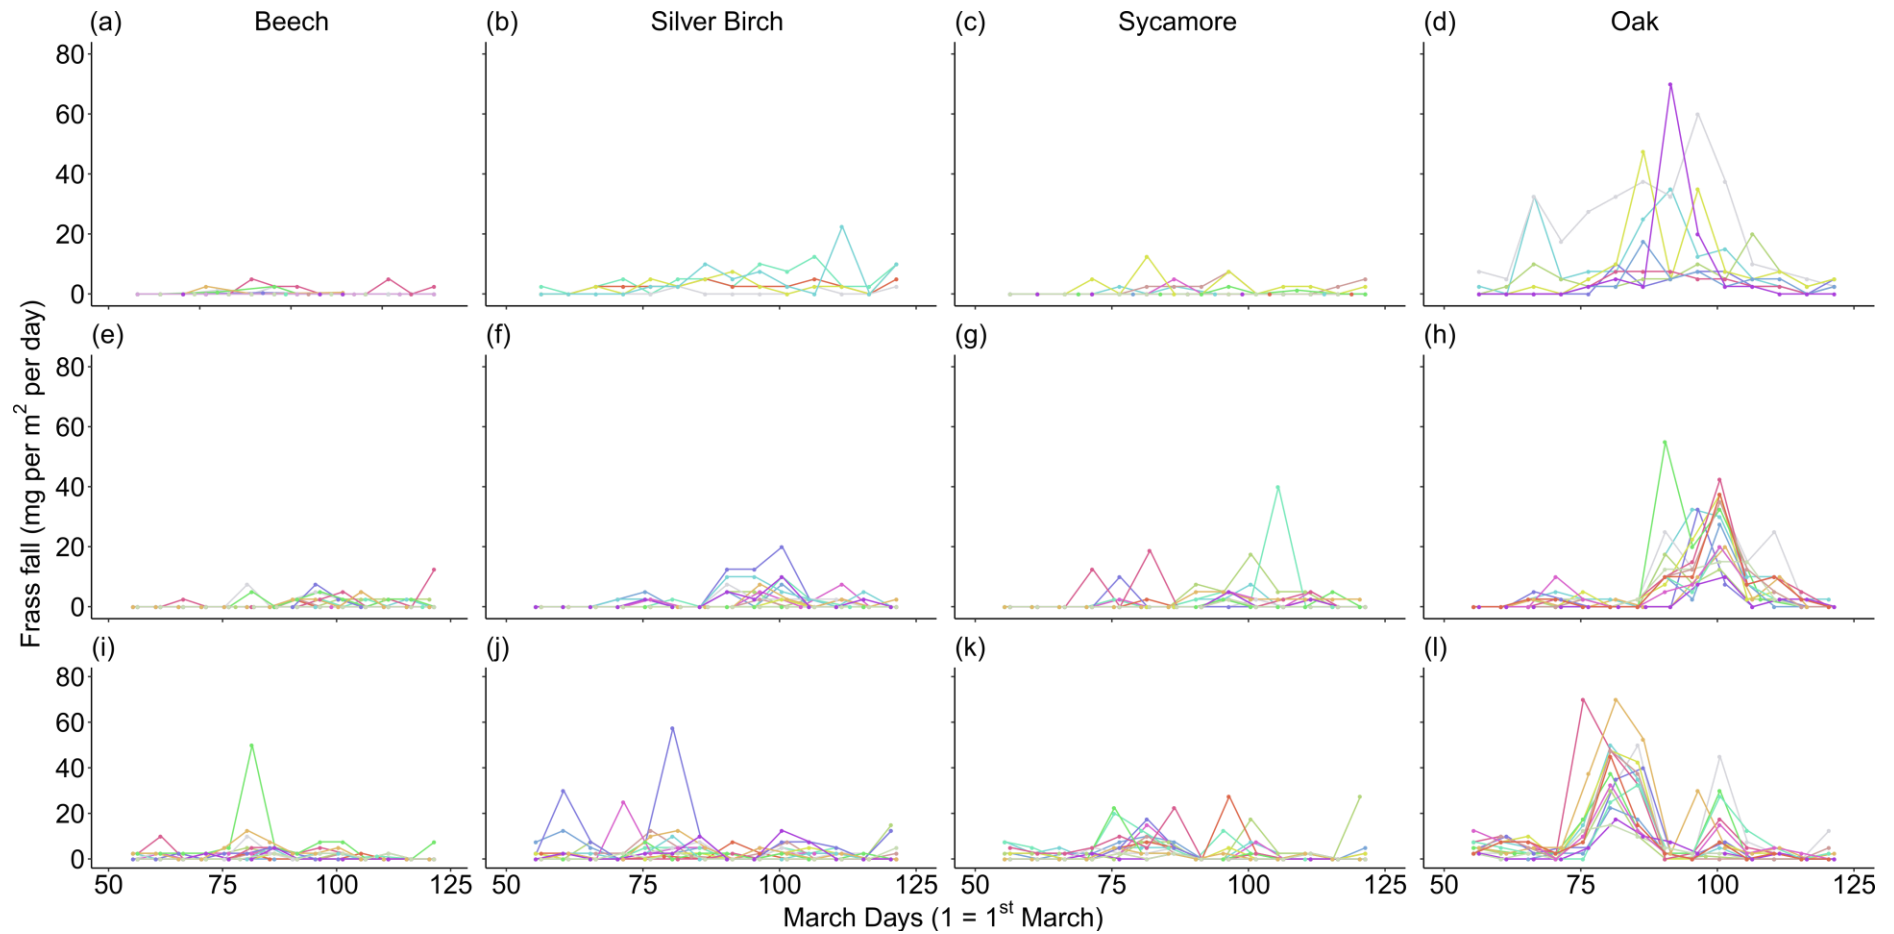 (a) Beech (b) Silver Birch (c) Sycamore (d) Oak
80
60
40
20
0
(e) (f) (g) (h)
80
60
40
20
0
(i) (j) (k) (l)
80
60
40
20
0
50 75 100 125 50 75 100 125 50 75 100 125 50 75 100 125
Frass fall (mg per m² per day)
March Days (1 = 1ˢᵗ March)